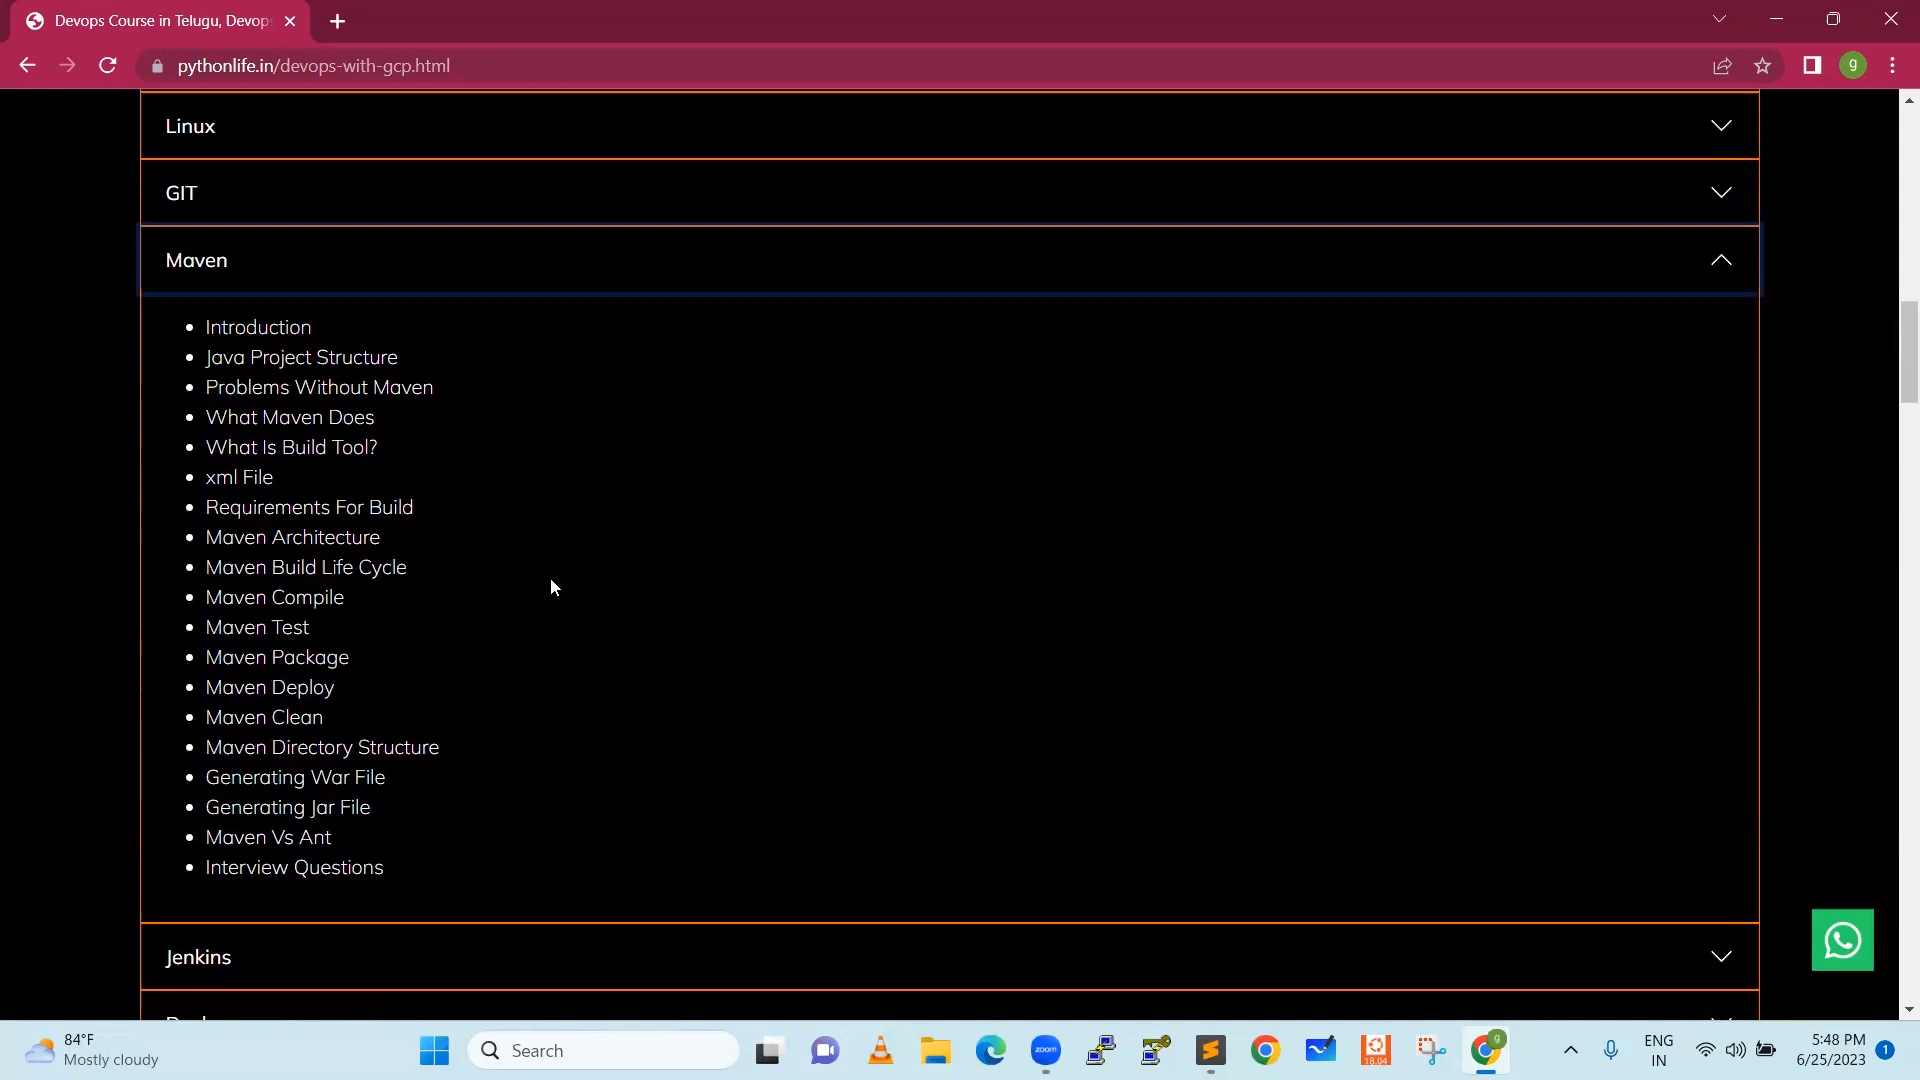 Devops Course in Telugu, Devop
pythonlife.in/devops-with-gcp.html
g
Linux
GIT
Maven
Introduction
Java Project Structure
Problems Without Maven
What Maven Does
What Is Build Tool?
xml File
Requirements For Build
Maven Architecture
Maven Build Life Cycle
Maven Compile
Maven Test
Maven Package
Maven Deploy
Maven Clean
Maven Directory Structure
Generating War File
Generating Jar File
Maven Vs Ant
Interview Questions
Jenkins
84°F
Mostly cloudy
Search
zoom
18.04
g
ENG
IN
5:48 PM
6/25/2023
1